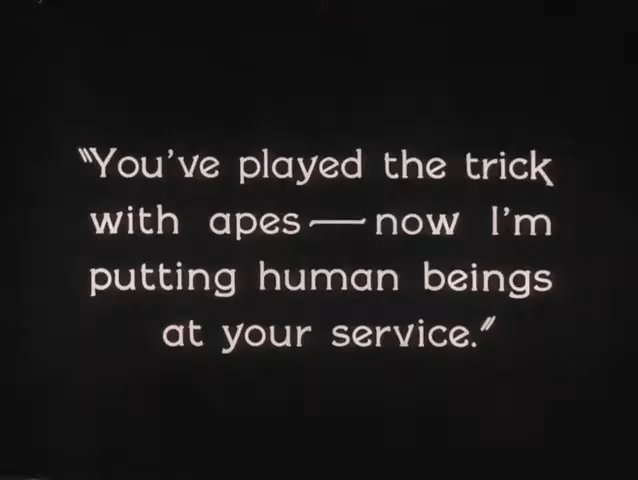 "You've played the trick
with apes — now I'm
putting human beings
at your service."